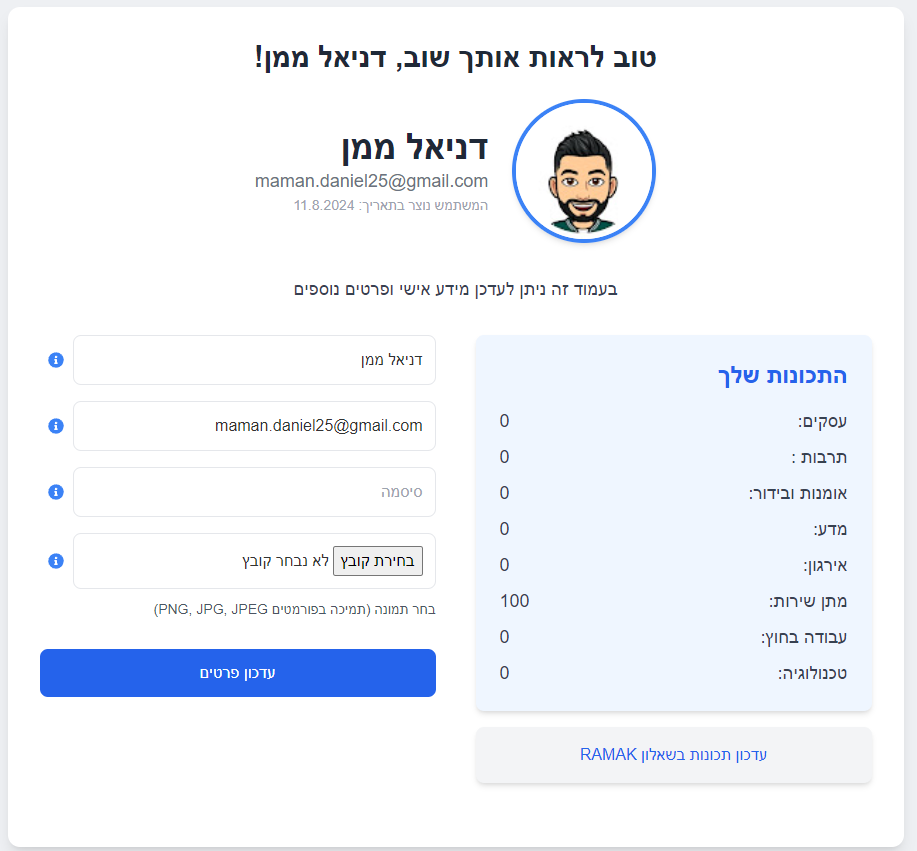 טוב לראות אותך שוב, דניאל ממן!
דניאל ממן
maman.daniel25@gmail.com
המשתמש נוצר בתאריך: 11.8.2024
בעמוד זה ניתן לעדכן מידע אישי ופרטים נוספים
התכונות שלך
עסקים: 0
תרבות : 0
אומנות ובידור: 0
מדע: 0
אירגון: 0
מתן שירות: 100
עבודה בחוץ: 0
טכנולוגיה: 0
עדכון תכונות בשאלון RAMAK
דניאל ממן
maman.daniel25@gmail.com
סיסמה
בחירת קובץ לא נבחר קובץ
בחר תמונה (תמיכה בפורמטים PNG, JPG, JPEG)
עדכון פרטים